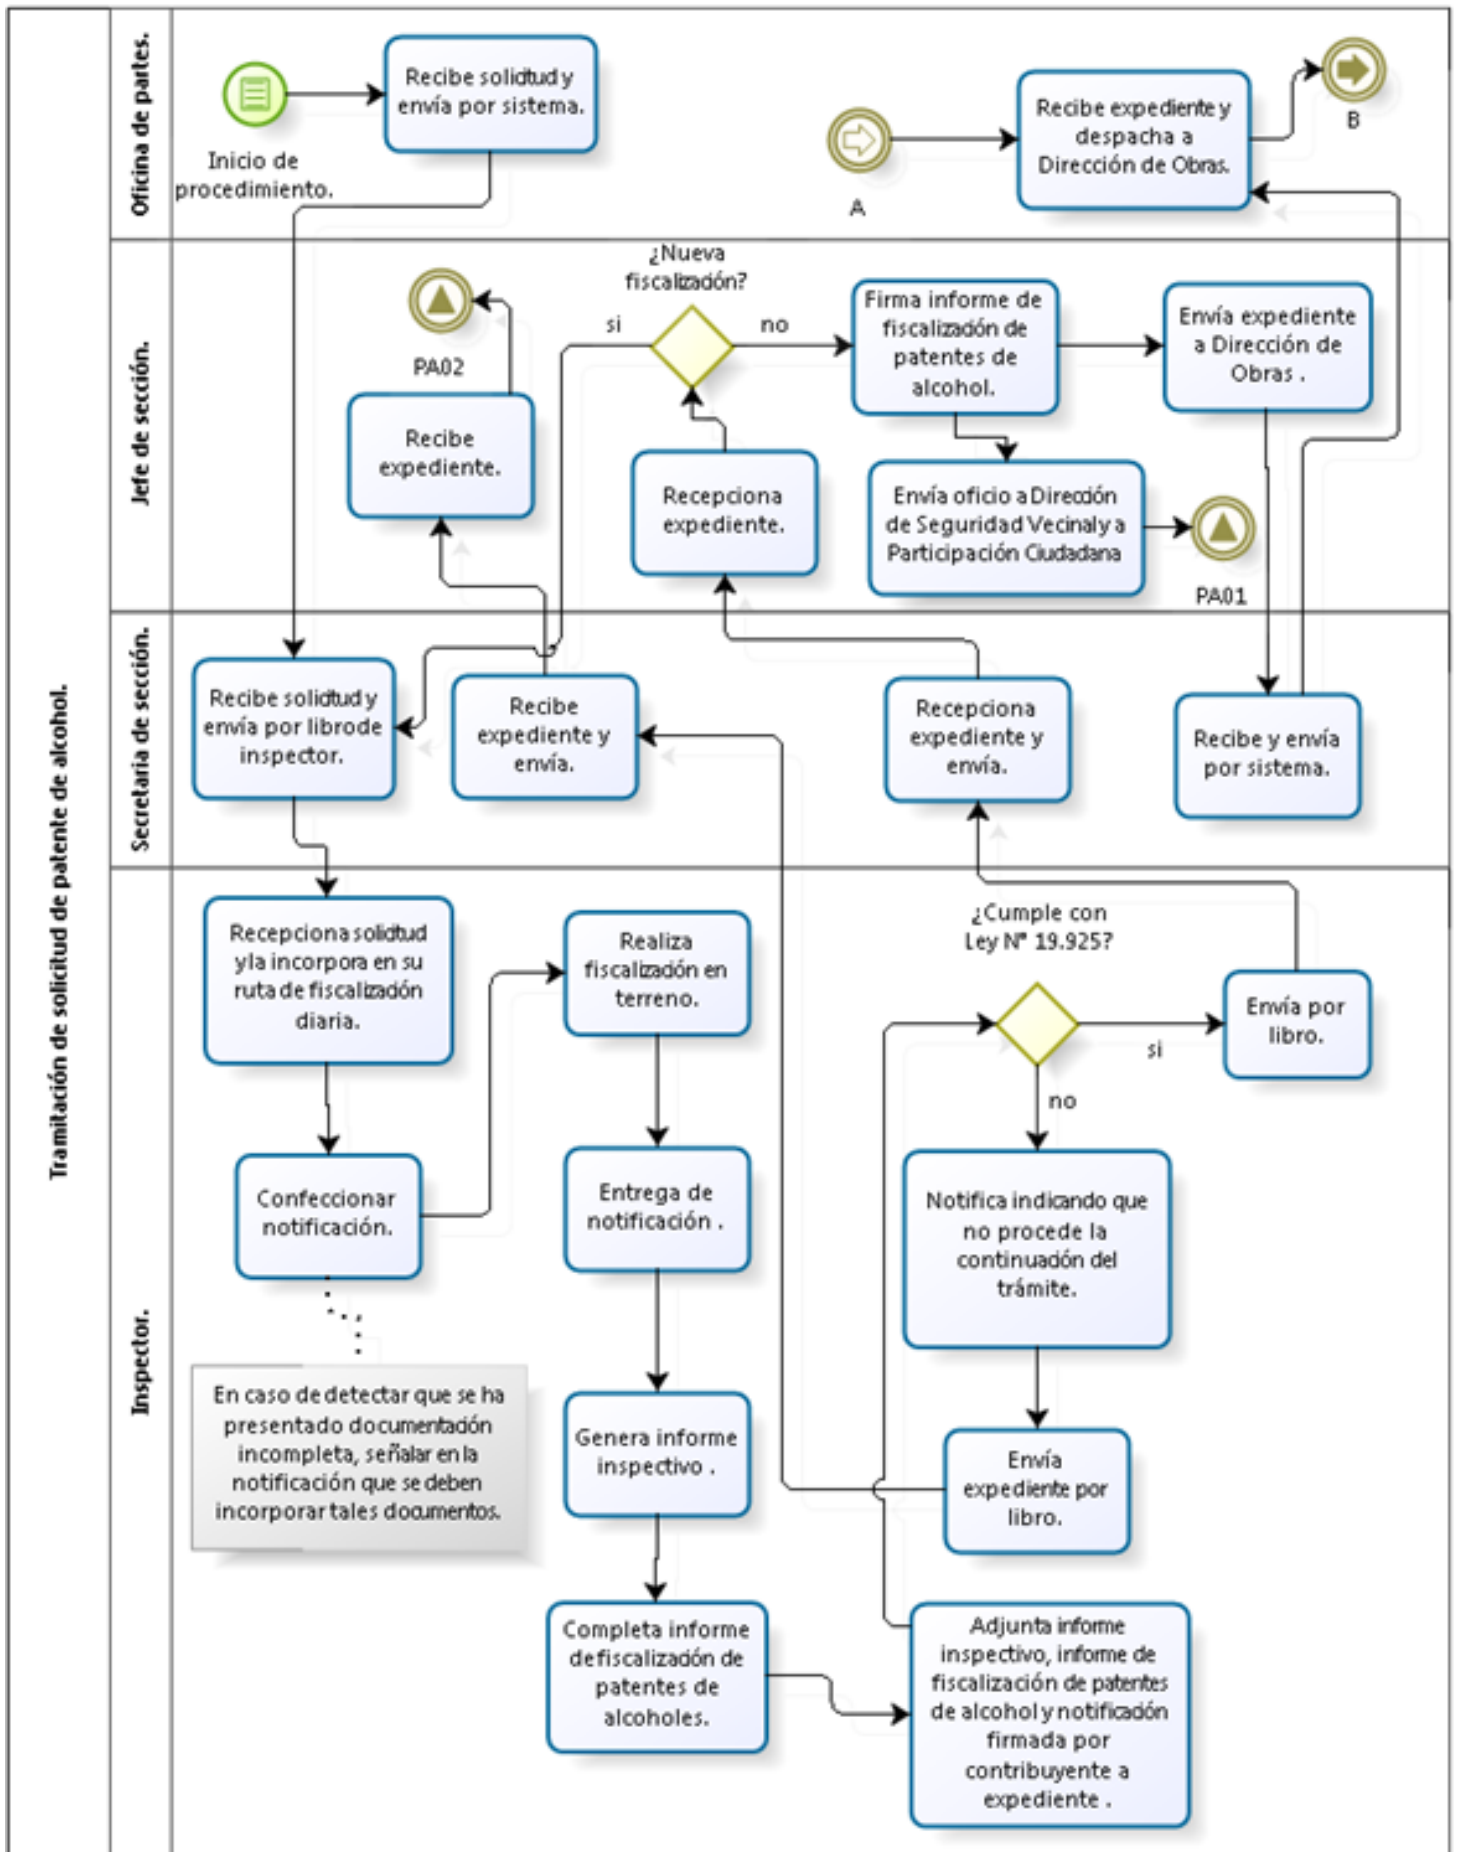 Tramitación de solicitud de patente de alcohol.
Oficina de partes.
Inicio de
procedimiento.
Recibe solicitud y
envía por sistema.
A
Recibe expediente y
despacha a
Dirección de Obras.
B
Jefe de sección.
PA02
Recibe
expediente.
¿Nueva
fiscalización?
si
no
Recepciona
expediente.
Firma informe de
fiscalización de
patentes de
alcohol.
Envía expediente
a Dirección de
Obras .
Envía oficio a Dirección
de Seguridad Vecinal y a
Participación Ciudadana
PA01
Secretaria de sección.
Recibe solicitud y
envía por libro de
inspector.
Recibe
expediente y
envía.
Recepciona
expediente y
envía.
Recibe y envía
por sistema.
Inspector.
Recepciona solicitud
y la incorpora en su
ruta de fiscalización
diaria.
Confeccionar
notificación.
En caso de detectar que se ha
presentado documentación
incompleta, señalar en la
notificación que se deben
incorporar tales documentos.
Realiza
fiscalización en
terreno.
Entrega de
notificación .
Genera informe
inspectivo .
Completa informe
de fiscalización de
patentes de
alcoholes.
Adjunta informe
inspectivo, informe de
fiscalización de patentes
de alcohol y notificación
firmada por
contribuyente a
expediente .
¿Cumple con
Ley N° 19.925?
si
no
Envía por
libro.
Notifica indicando que
no procede la
continuación del
trámite.
Envía
expediente por
libro.